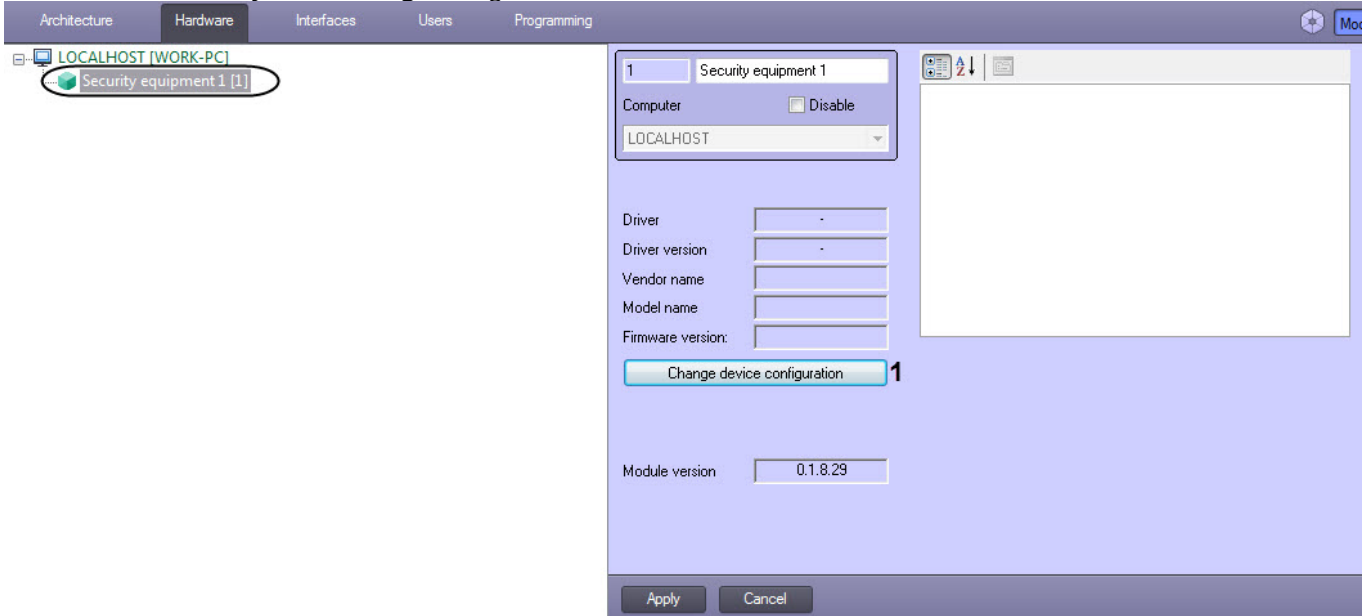 Architecture Hardware Interfaces Users Programming
LOCALHOST [WORK-PC]
Security equipment 1 [1]
1 Security equipment 1
Computer Disable
LOCALHOST
Driver -
Driver version -
Vendor name
Model name
Firmware version:
Change device configuration 1
Module version 0.1.8.29
Apply Cancel